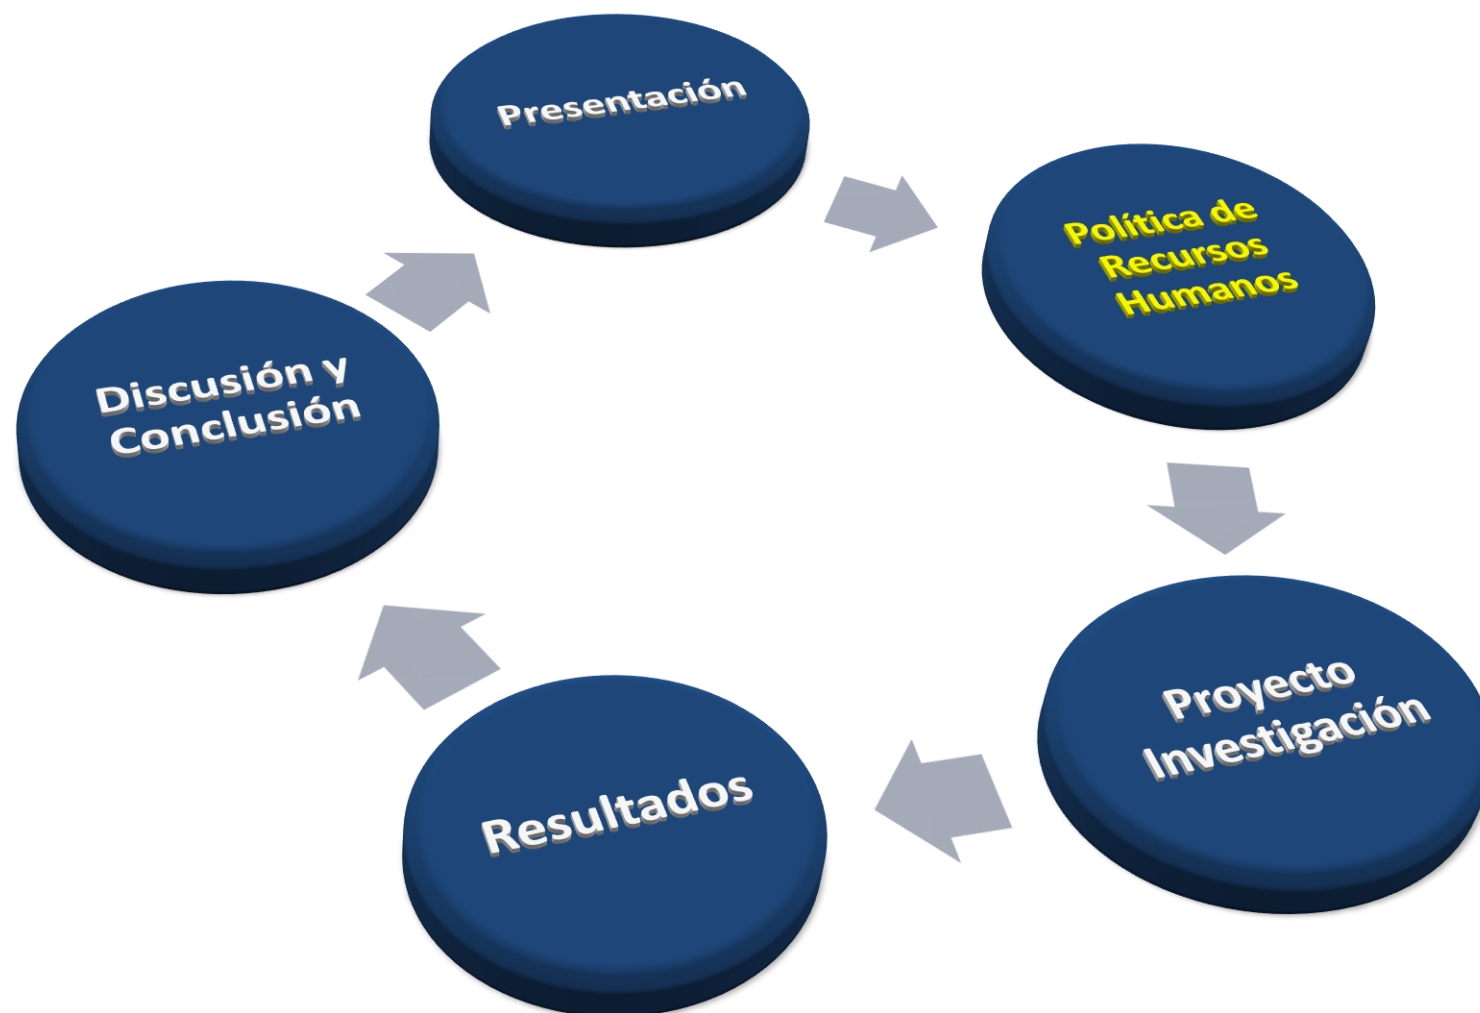 Presentación
Política de
Recursos
Humanos
Proyecto
Investigación
Resultados
Discusión y
Conclusión